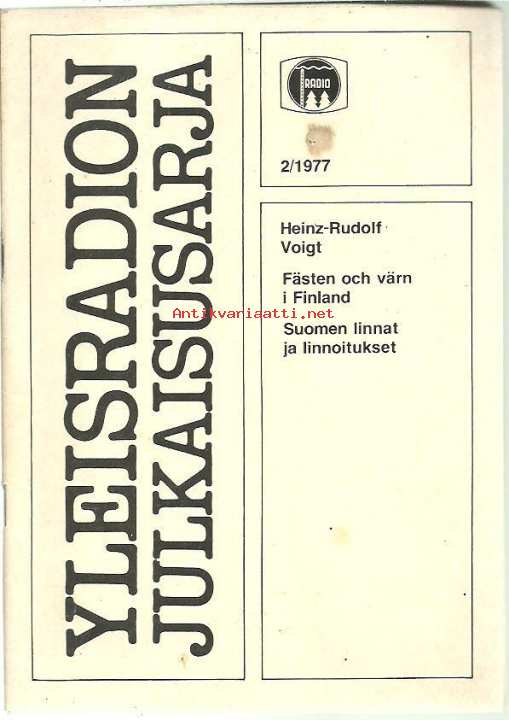 YLEISRADION
JULKAISUSARJA
RADIO
2/1977
Heinz-Rudolf
Voigt
Fästen och värn
i Finland
Antikvariaatti.net
Suomen linnat
ja linnoitukset